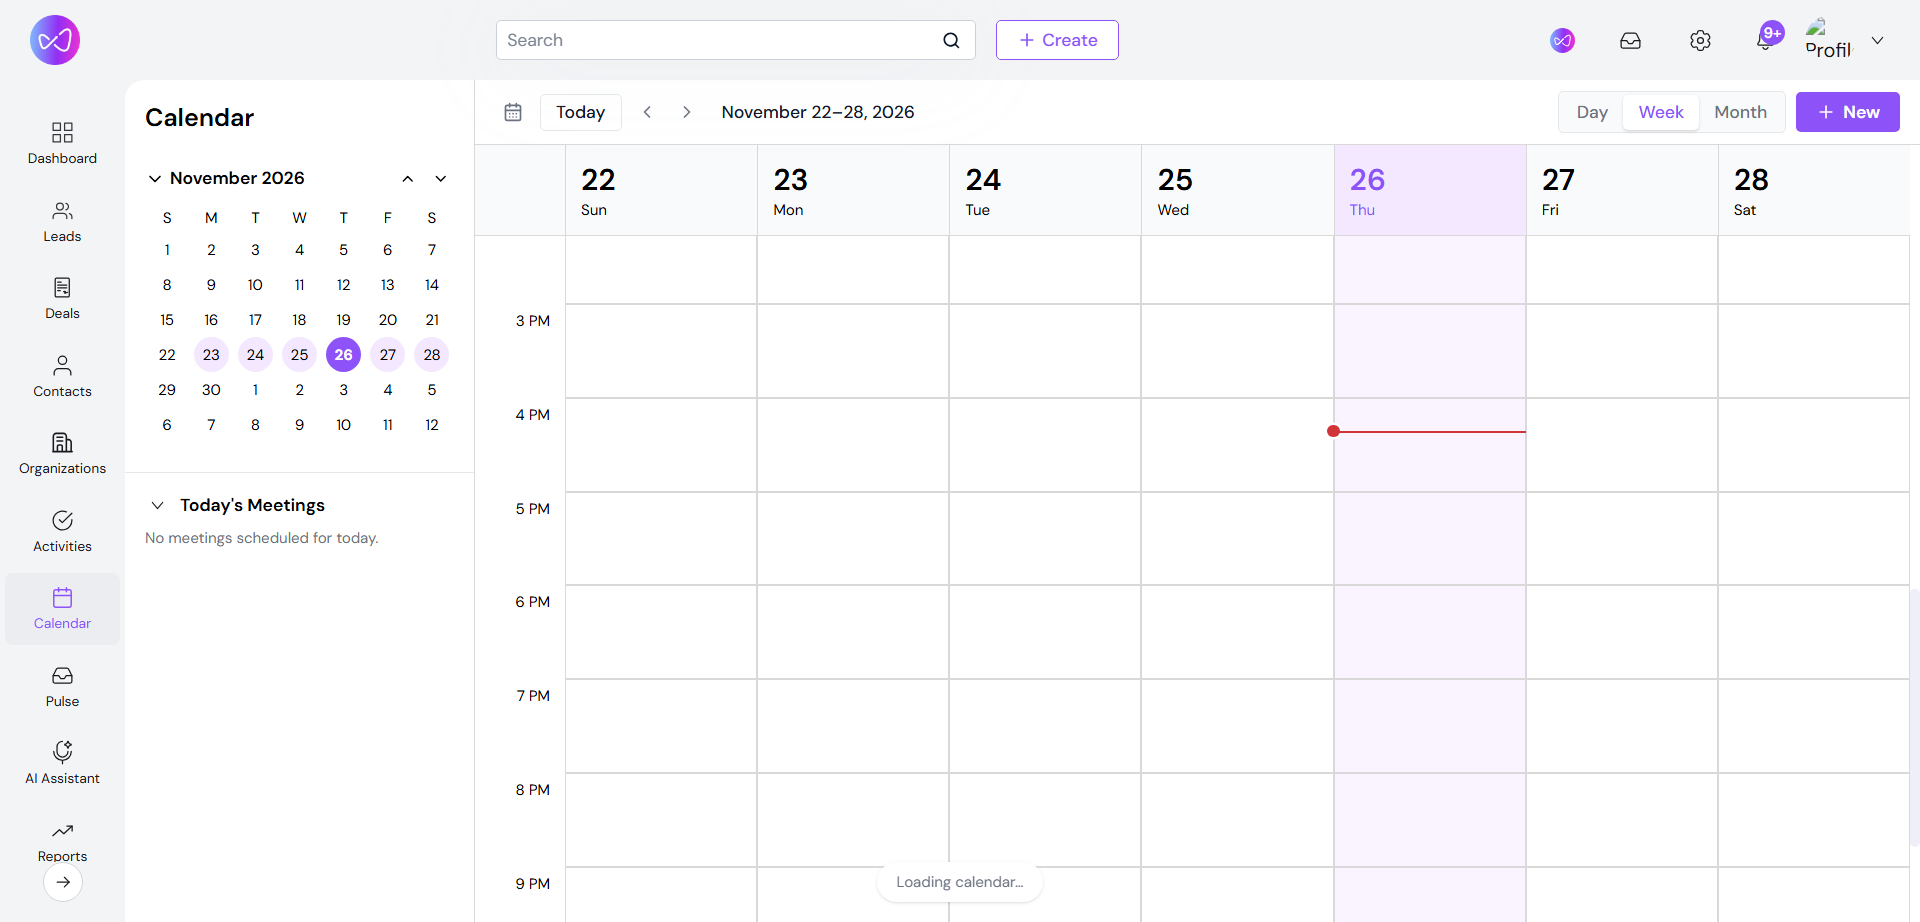 Search
Create
9+
Profil
Dashboard
Leads
Deals
Contacts
Organizations
Activities
Calendar
Pulse
AI Assistant
Reports
Calendar
November 2026
S M T W T F S
1 2 3 4 5 6 7
8 9 10 11 12 13 14
15 16 17 18 19 20 21
22 23 24 25 26 27 28
29 30 1 2 3 4 5
6 7 8 9 10 11 12
Today's Meetings
No meetings scheduled for today.
Today
November 22–28, 2026
Day Week Month
New
22 23 24 25 26 27 28
Sun Mon Tue Wed Thu Fri Sat
3 PM
4 PM
5 PM
6 PM
7 PM
8 PM
9 PM
Loading calendar...